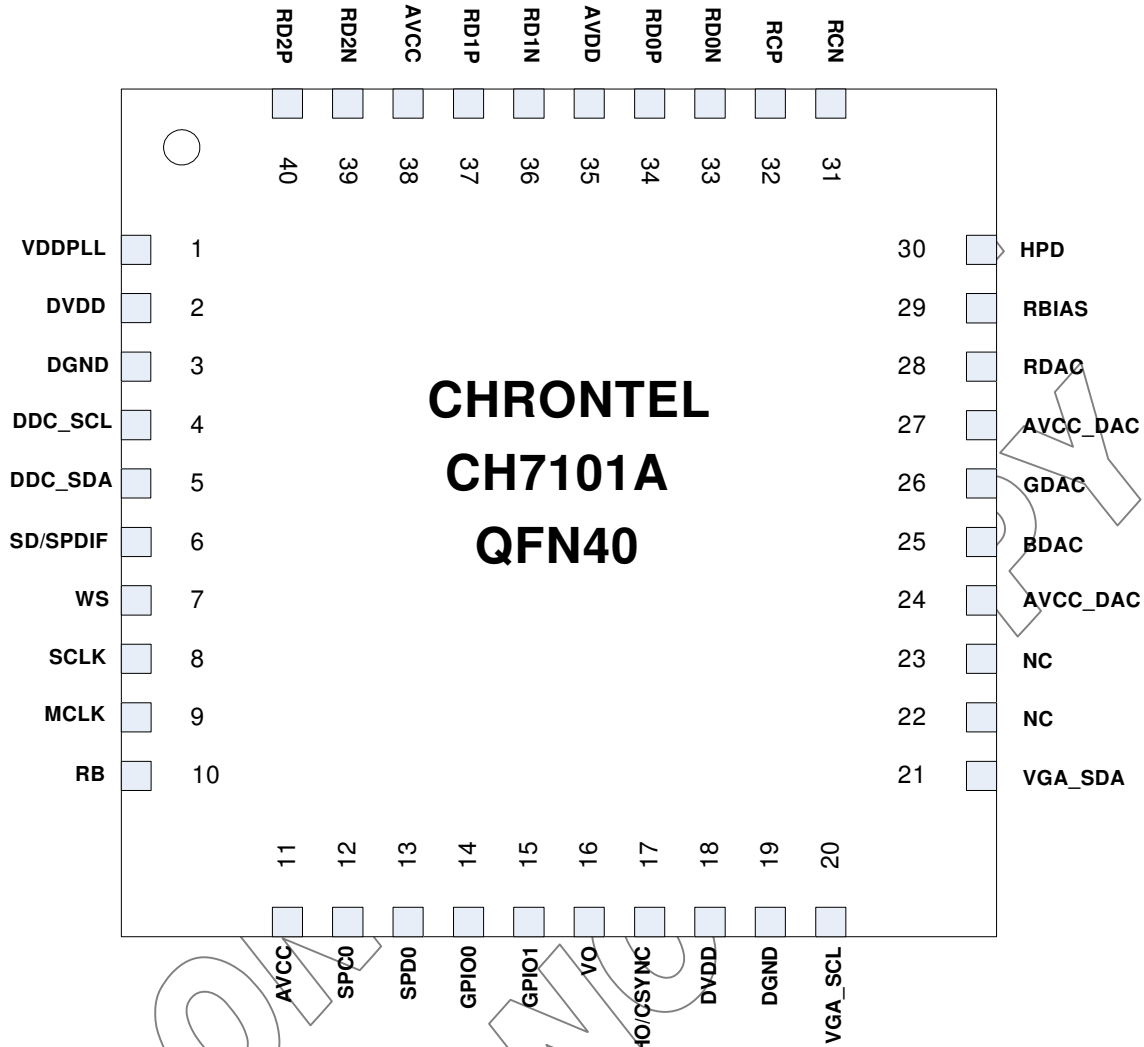 RD2P
RD2N
AVCC
RD1P
RD1N
AVDD
RD0P
RD0N
RCP
RCN
40
39
38
37
36
35
34
33
32
31
VDDPLL 1
DVDD 2
DGND 3
DDC_SCL 4
DDC_SDA 5
SD/SPDIF 6
WS 7
SCLK 8
MCLK 9
RB 10
CHRONTEL
CH7101A
QFN40
30 HPD
29 RBIAS
28 RDAC
27 AVCC_DAC
26 GDAC
25 BDAC
24 AVCC_DAC
23 NC
22 NC
21 VGA_SDA
11
12
13
14
15
16
17
18
19
20
AVCC
SPC0
SPD0
GPIO0
GPIO1
VO
HO/CSYNC
DVDD
DGND
VGA_SCL